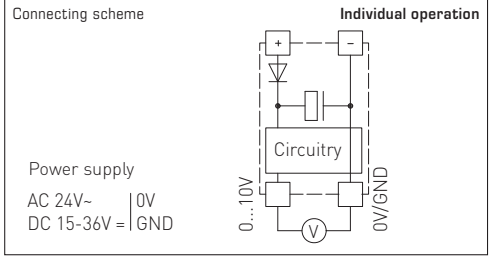 Connecting scheme
Individual operation
+
–
Circuitry
0...10V
0V/GND
V
Power supply
AC 24V~ | 0V
DC 15-36V = | GND